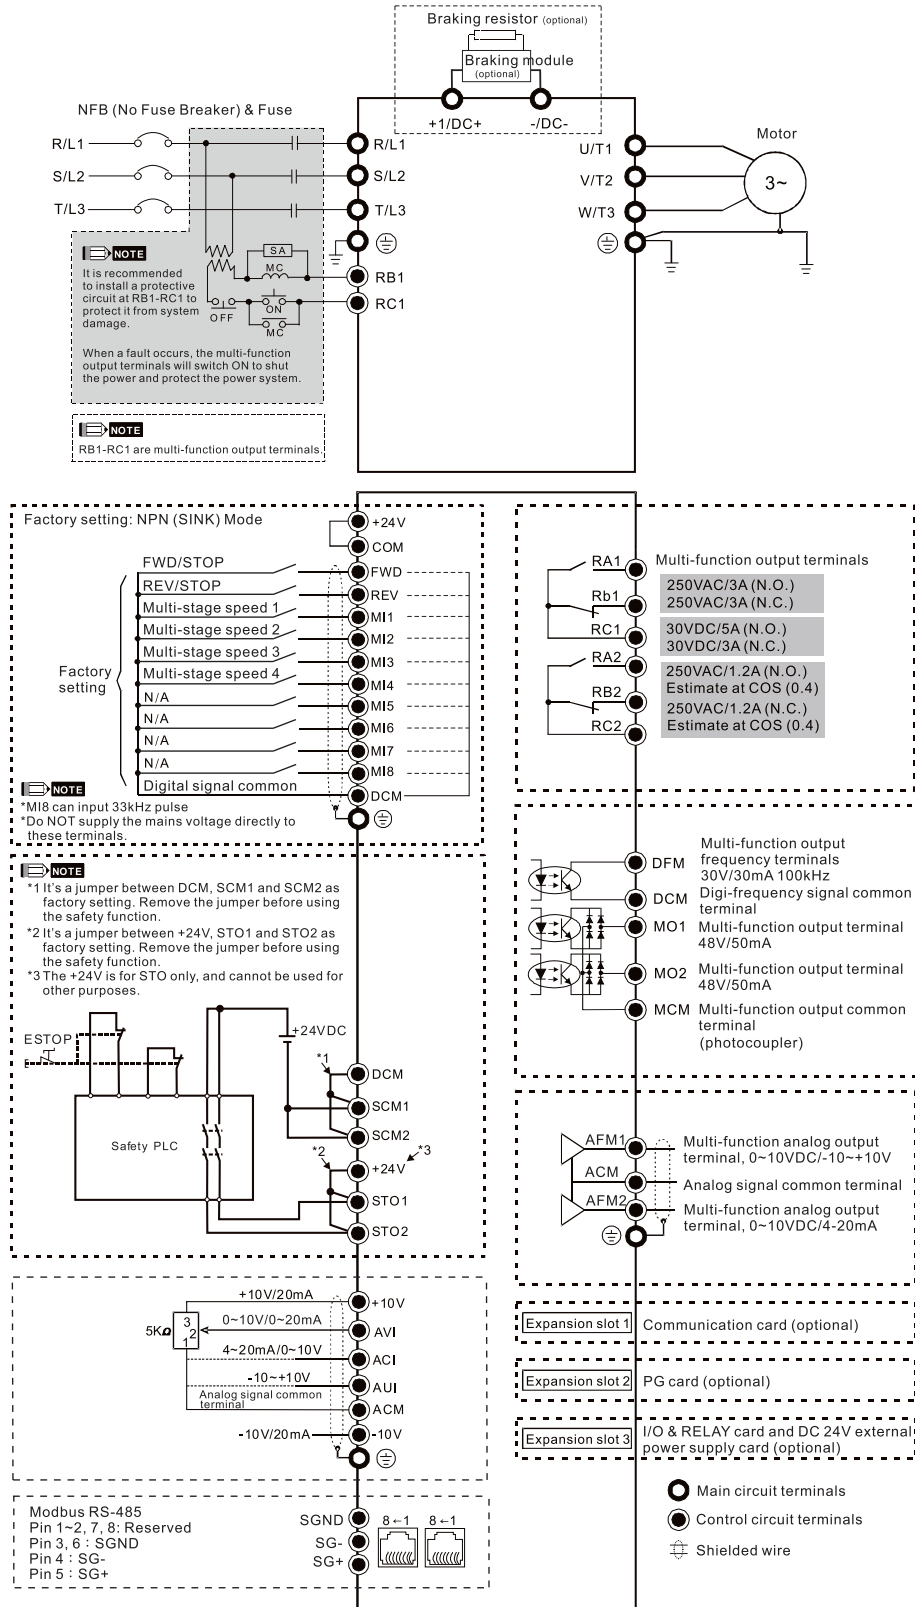 Braking resistor (optional)
Braking module
(optional)
NFB (No Fuse Breaker) & Fuse
+1/DC+
-/DC-
R/L1
R/L1
S/L2
S/L2
T/L3
T/L3
U/T1
V/T2
W/T3
Motor
3~
NOTE
It is recommended
to install a protective
circuit at RB1-RC1 to
protect it from system
damage.
When a fault occurs, the multi-function
output terminals will switch ON to shut
the power and protect the power system.
SA
MC
OFF
ON
MC
RB1
RC1
NOTE
RB1-RC1 are multi-function output terminals.
Factory setting: NPN (SINK) Mode
+24V
COM
FWD/STOP
FWD
REV/STOP
REV
Multi-stage speed 1
MI1
Multi-stage speed 2
MI2
Multi-stage speed 3
MI3
Multi-stage speed 4
MI4
N/A
MI5
N/A
MI6
N/A
MI7
N/A
MI8
Digital signal common
DCM
Factory
setting
NOTE
*MI8 can input 33kHz pulse
*Do NOT supply the mains voltage directly to
these terminals.
RA1
Rb1
RC1
RA2
RB2
RC2
Multi-function output terminals
250VAC/3A (N.O.)
250VAC/3A (N.C.)
30VDC/5A (N.O.)
30VDC/3A (N.C.)
250VAC/1.2A (N.O.)
Estimate at COS (0.4)
250VAC/1.2A (N.C.)
Estimate at COS (0.4)
NOTE
*1 It's a jumper between DCM, SCM1 and SCM2 as
factory setting. Remove the jumper before using
the safety function.
*2 It's a jumper between +24V, STO1 and STO2 as
factory setting. Remove the jumper before using
the safety function.
*3 The +24V is for STO only, and cannot be used for
other purposes.
ESTOP
+24VDC
Safety PLC
*1
DCM
SCM1
SCM2
*2
*3
+24V
STO1
STO2
DFM
Multi-function output
frequency terminals
30V/30mA 100kHz
DCM
Digi-frequency signal common
terminal
MO1
Multi-function output terminal
48V/50mA
MO2
Multi-function output terminal
48V/50mA
MCM
Multi-function output common
terminal
(photocoupler)
AFM1
Multi-function analog output
terminal, 0~10VDC/-10~+10V
ACM
Analog signal common terminal
AFM2
Multi-function analog output
terminal, 0~10VDC/4-20mA
+10V/20mA
+10V
5KΩ
3
2
1
0~10V/0~20mA
AVI
4~20mA/0~10V
ACI
-10~+10V
AUI
Analog signal common
terminal
ACM
-10V/20mA
-10V
Expansion slot 1
Communication card (optional)
Expansion slot 2
PG card (optional)
Expansion slot 3
I/O & RELAY card and DC 24V external
power supply card (optional)
Modbus RS-485
Pin 1~2, 7, 8: Reserved
Pin 3, 6 : SGND
Pin 4 : SG-
Pin 5 : SG+
SGND
SG-
SG+
8←1
8←1
Main circuit terminals
Control circuit terminals
Shielded wire